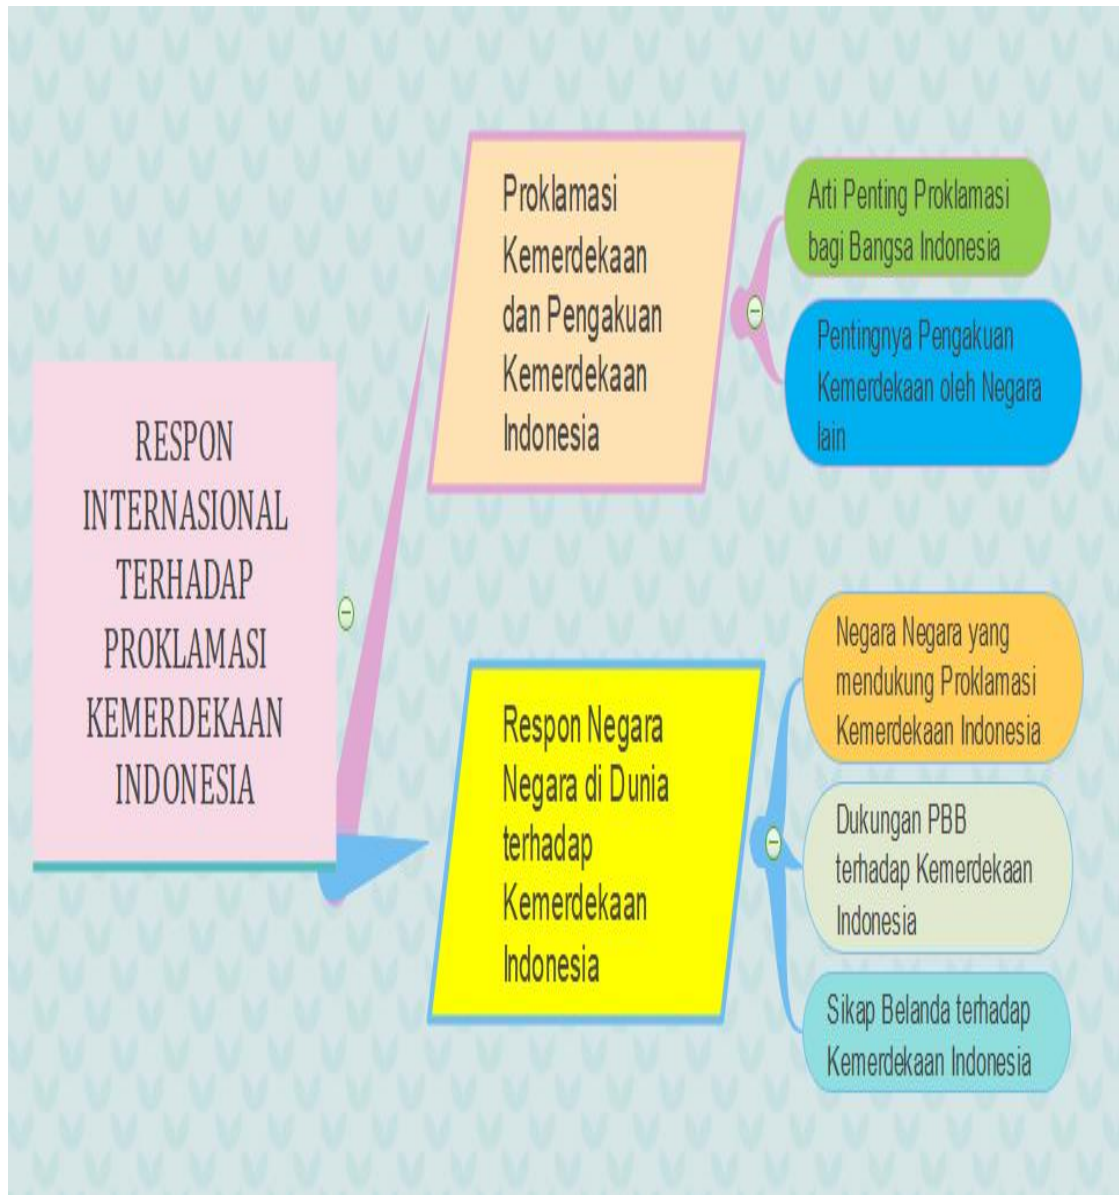 RESPON
INTERNASIONAL
TERHADAP
PROKLAMASI
KEMERDEKAAN
INDONESIA
Proklamasi
Kemerdekaan
dan Pengakuan
Kemerdekaan
Indonesia
Arti Penting Proklamasi
bagi Bangsa Indonesia
Pentingnya Pengakuan
Kemerdekaan oleh Negara
lain
Respon Negara
Negara di Dunia
terhadap
Kemerdekaan
Indonesia
Negara Negara yang
mendukung Proklamasi
Kemerdekaan Indonesia
Dukungan PBB
terhadap Kemerdekaan
Indonesia
Sikap Belanda terhadap
Kemerdekaan Indonesia